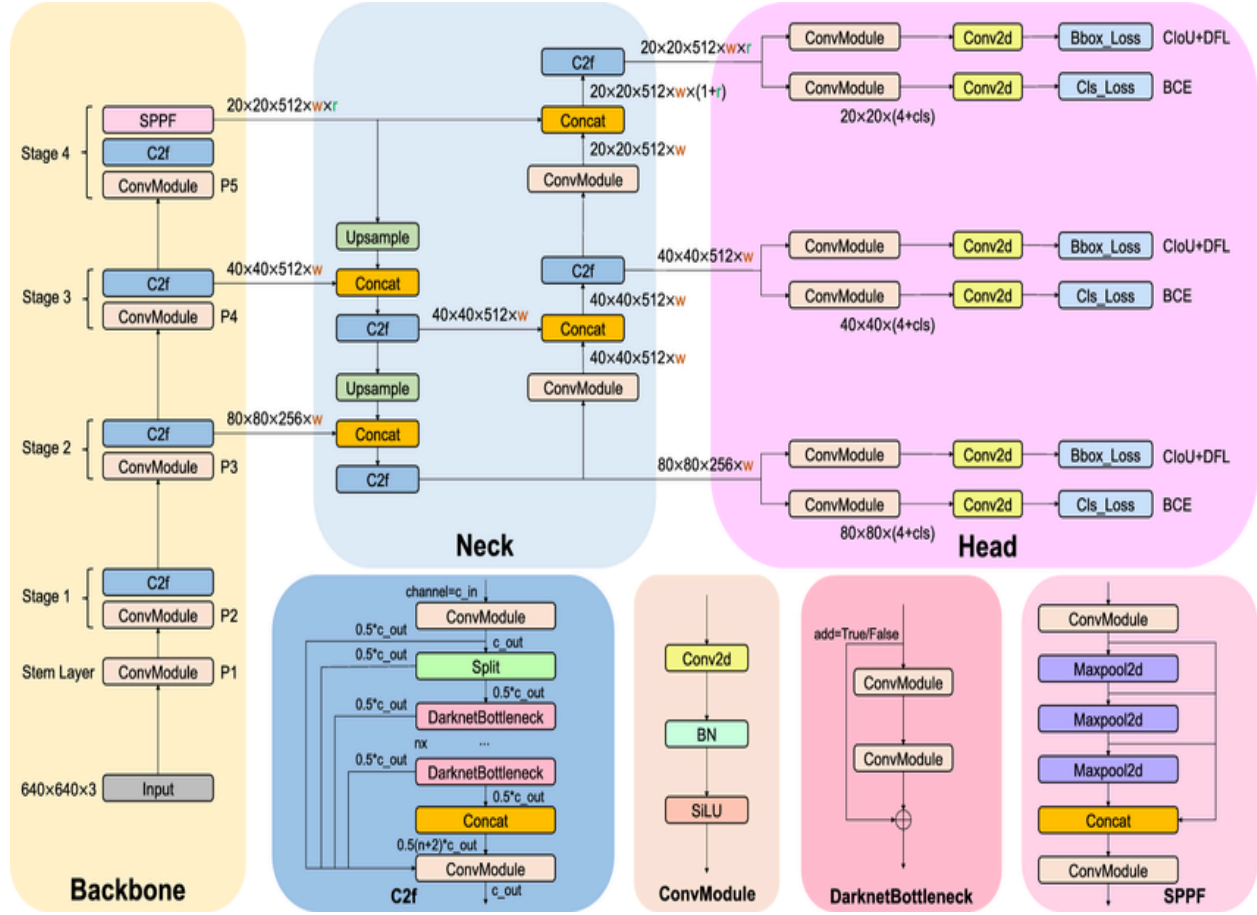 20×20×512×w×r
ConvModule
Conv2d
Bbox_Loss
CIoU+DFL
C2f
20×20×512×w×(1+r)
ConvModule
Conv2d
Cls_Loss
BCE
20×20×(4+cls)
SPPF
20×20×512×w×r
Concat
Stage 4
C2f
20×20×512×w
ConvModule
P5
ConvModule
Upsample
40×40×512×w
ConvModule
Conv2d
Bbox_Loss
CIoU+DFL
C2f
40×40×512×w
Concat
C2f
Stage 3
ConvModule
P4
40×40×512×w
ConvModule
Conv2d
Cls_Loss
BCE
40×40×(4+cls)
C2f
40×40×512×w
Concat
40×40×512×w
Upsample
ConvModule
C2f
80×80×256×w
Concat
Stage 2
ConvModule
P3
C2f
80×80×256×w
ConvModule
Conv2d
Bbox_Loss
CIoU+DFL
ConvModule
Conv2d
Cls_Loss
BCE
80×80×(4+cls)
Neck
Head
Stage 1
C2f
ConvModule
P2
Stem Layer
ConvModule
P1
640×640×3
Input
Backbone
channel=c_in
ConvModule
0.5*c_out
c_out
0.5*c_out
Split
0.5*c_out
0.5*c_out
DarknetBottleneck
nx
...
0.5*c_out
DarknetBottleneck
0.5*c_out
Concat
0.5(n+2)*c_out
ConvModule
C2f
c_out
Conv2d
BN
SiLU
ConvModule
add=True/False
ConvModule
ConvModule
DarknetBottleneck
ConvModule
Maxpool2d
Maxpool2d
Maxpool2d
Concat
ConvModule
SPPF